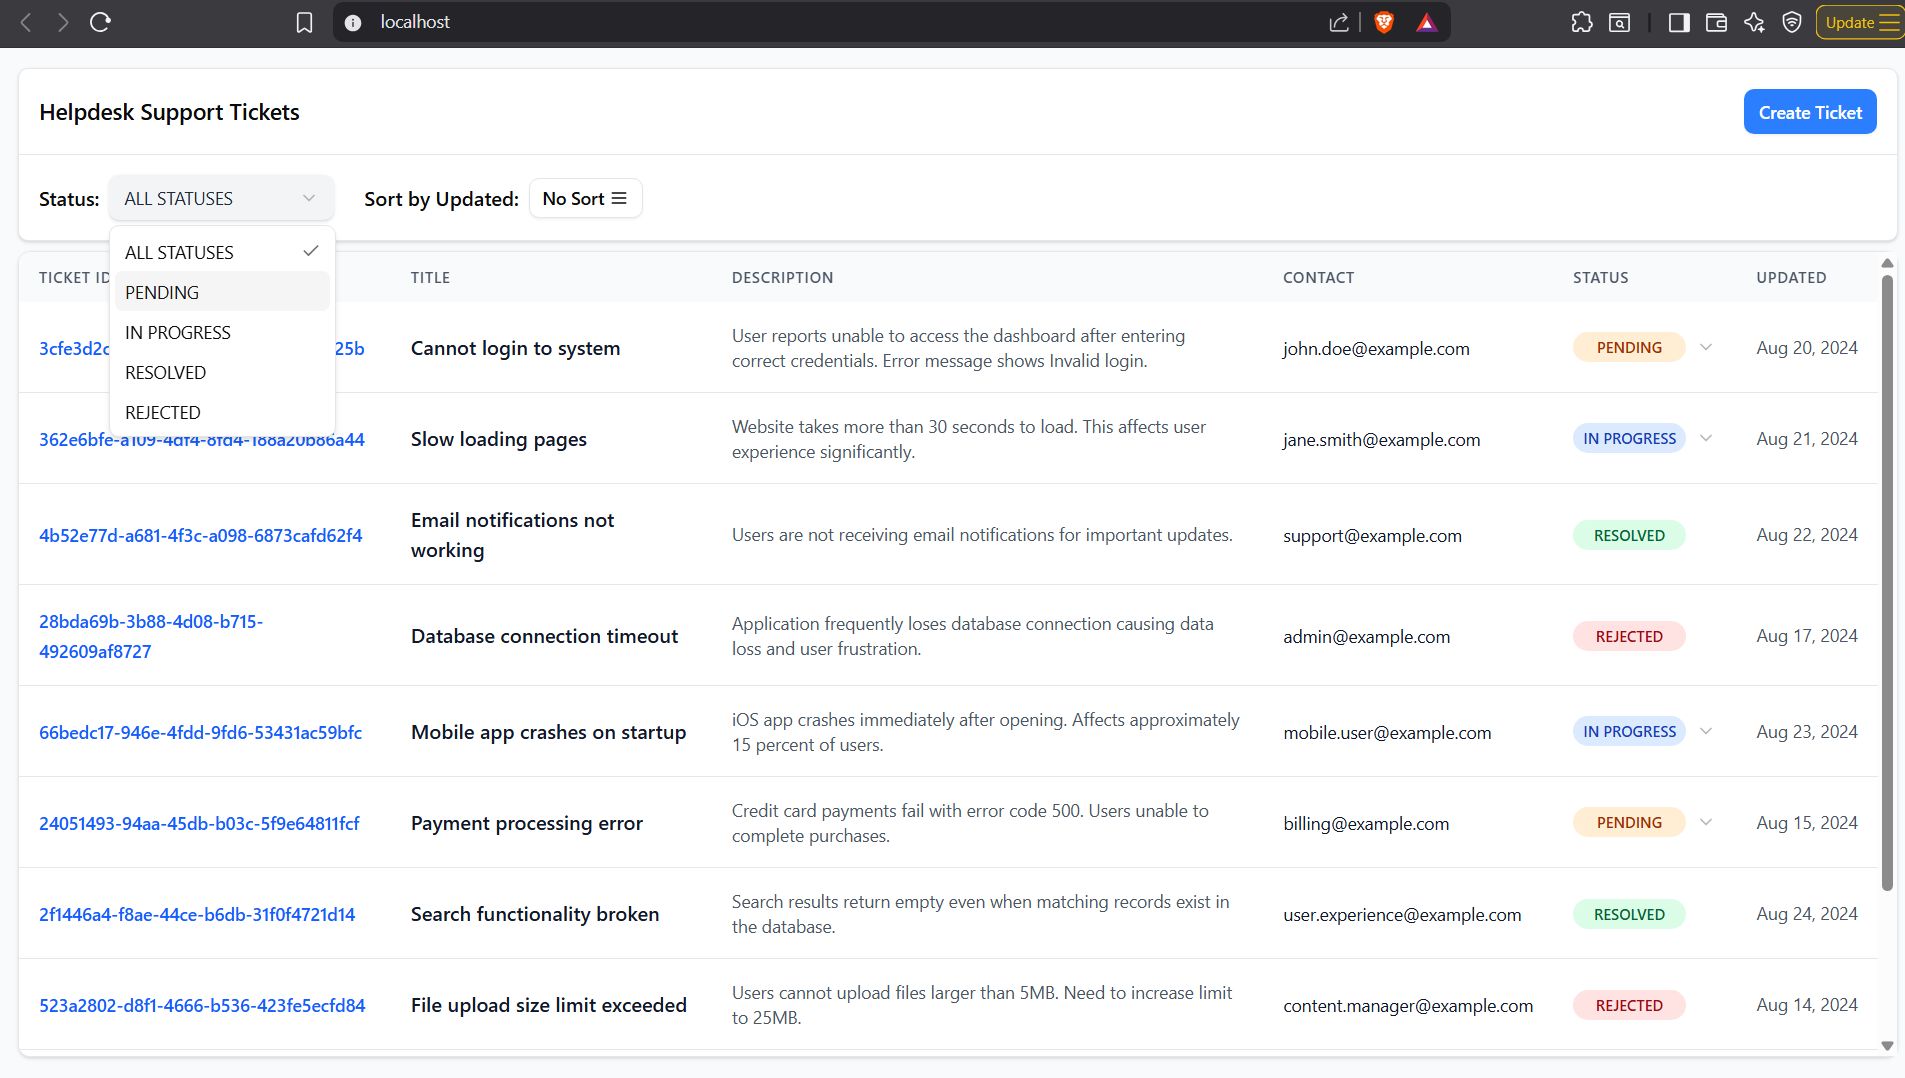 localhost
Update
Helpdesk Support Tickets
Create Ticket
Status:
ALL STATUSES
Sort by Updated:
No Sort
ALL STATUSES
PENDING
IN PROGRESS
RESOLVED
REJECTED
TICKET ID
TITLE
DESCRIPTION
CONTACT
STATUS
UPDATED
3cfe3d2c
25b
Cannot login to system
User reports unable to access the dashboard after entering
correct credentials. Error message shows Invalid login.
john.doe@example.com
PENDING
Aug 20, 2024
362e6bfe-a109-4df4-8fd4-188a20b86a44
Slow loading pages
Website takes more than 30 seconds to load. This affects user
experience significantly.
jane.smith@example.com
IN PROGRESS
Aug 21, 2024
4b52e77d-a681-4f3c-a098-6873cafd62f4
Email notifications not
working
Users are not receiving email notifications for important updates.
support@example.com
RESOLVED
Aug 22, 2024
28bda69b-3b88-4d08-b715-
492609af8727
Database connection timeout
Application frequently loses database connection causing data
loss and user frustration.
admin@example.com
REJECTED
Aug 17, 2024
66bedc17-946e-4fdd-9fd6-53431ac59bfc
Mobile app crashes on startup
iOS app crashes immediately after opening. Affects approximately
15 percent of users.
mobile.user@example.com
IN PROGRESS
Aug 23, 2024
24051493-94aa-45db-b03c-5f9e64811fcf
Payment processing error
Credit card payments fail with error code 500. Users unable to
complete purchases.
billing@example.com
PENDING
Aug 15, 2024
2f1446a4-f8ae-44ce-b6db-31f0f4721d14
Search functionality broken
Search results return empty even when matching records exist in
the database.
user.experience@example.com
RESOLVED
Aug 24, 2024
523a2802-d8f1-4666-b536-423fe5ecfd84
File upload size limit exceeded
Users cannot upload files larger than 5MB. Need to increase limit
to 25MB.
content.manager@example.com
REJECTED
Aug 14, 2024